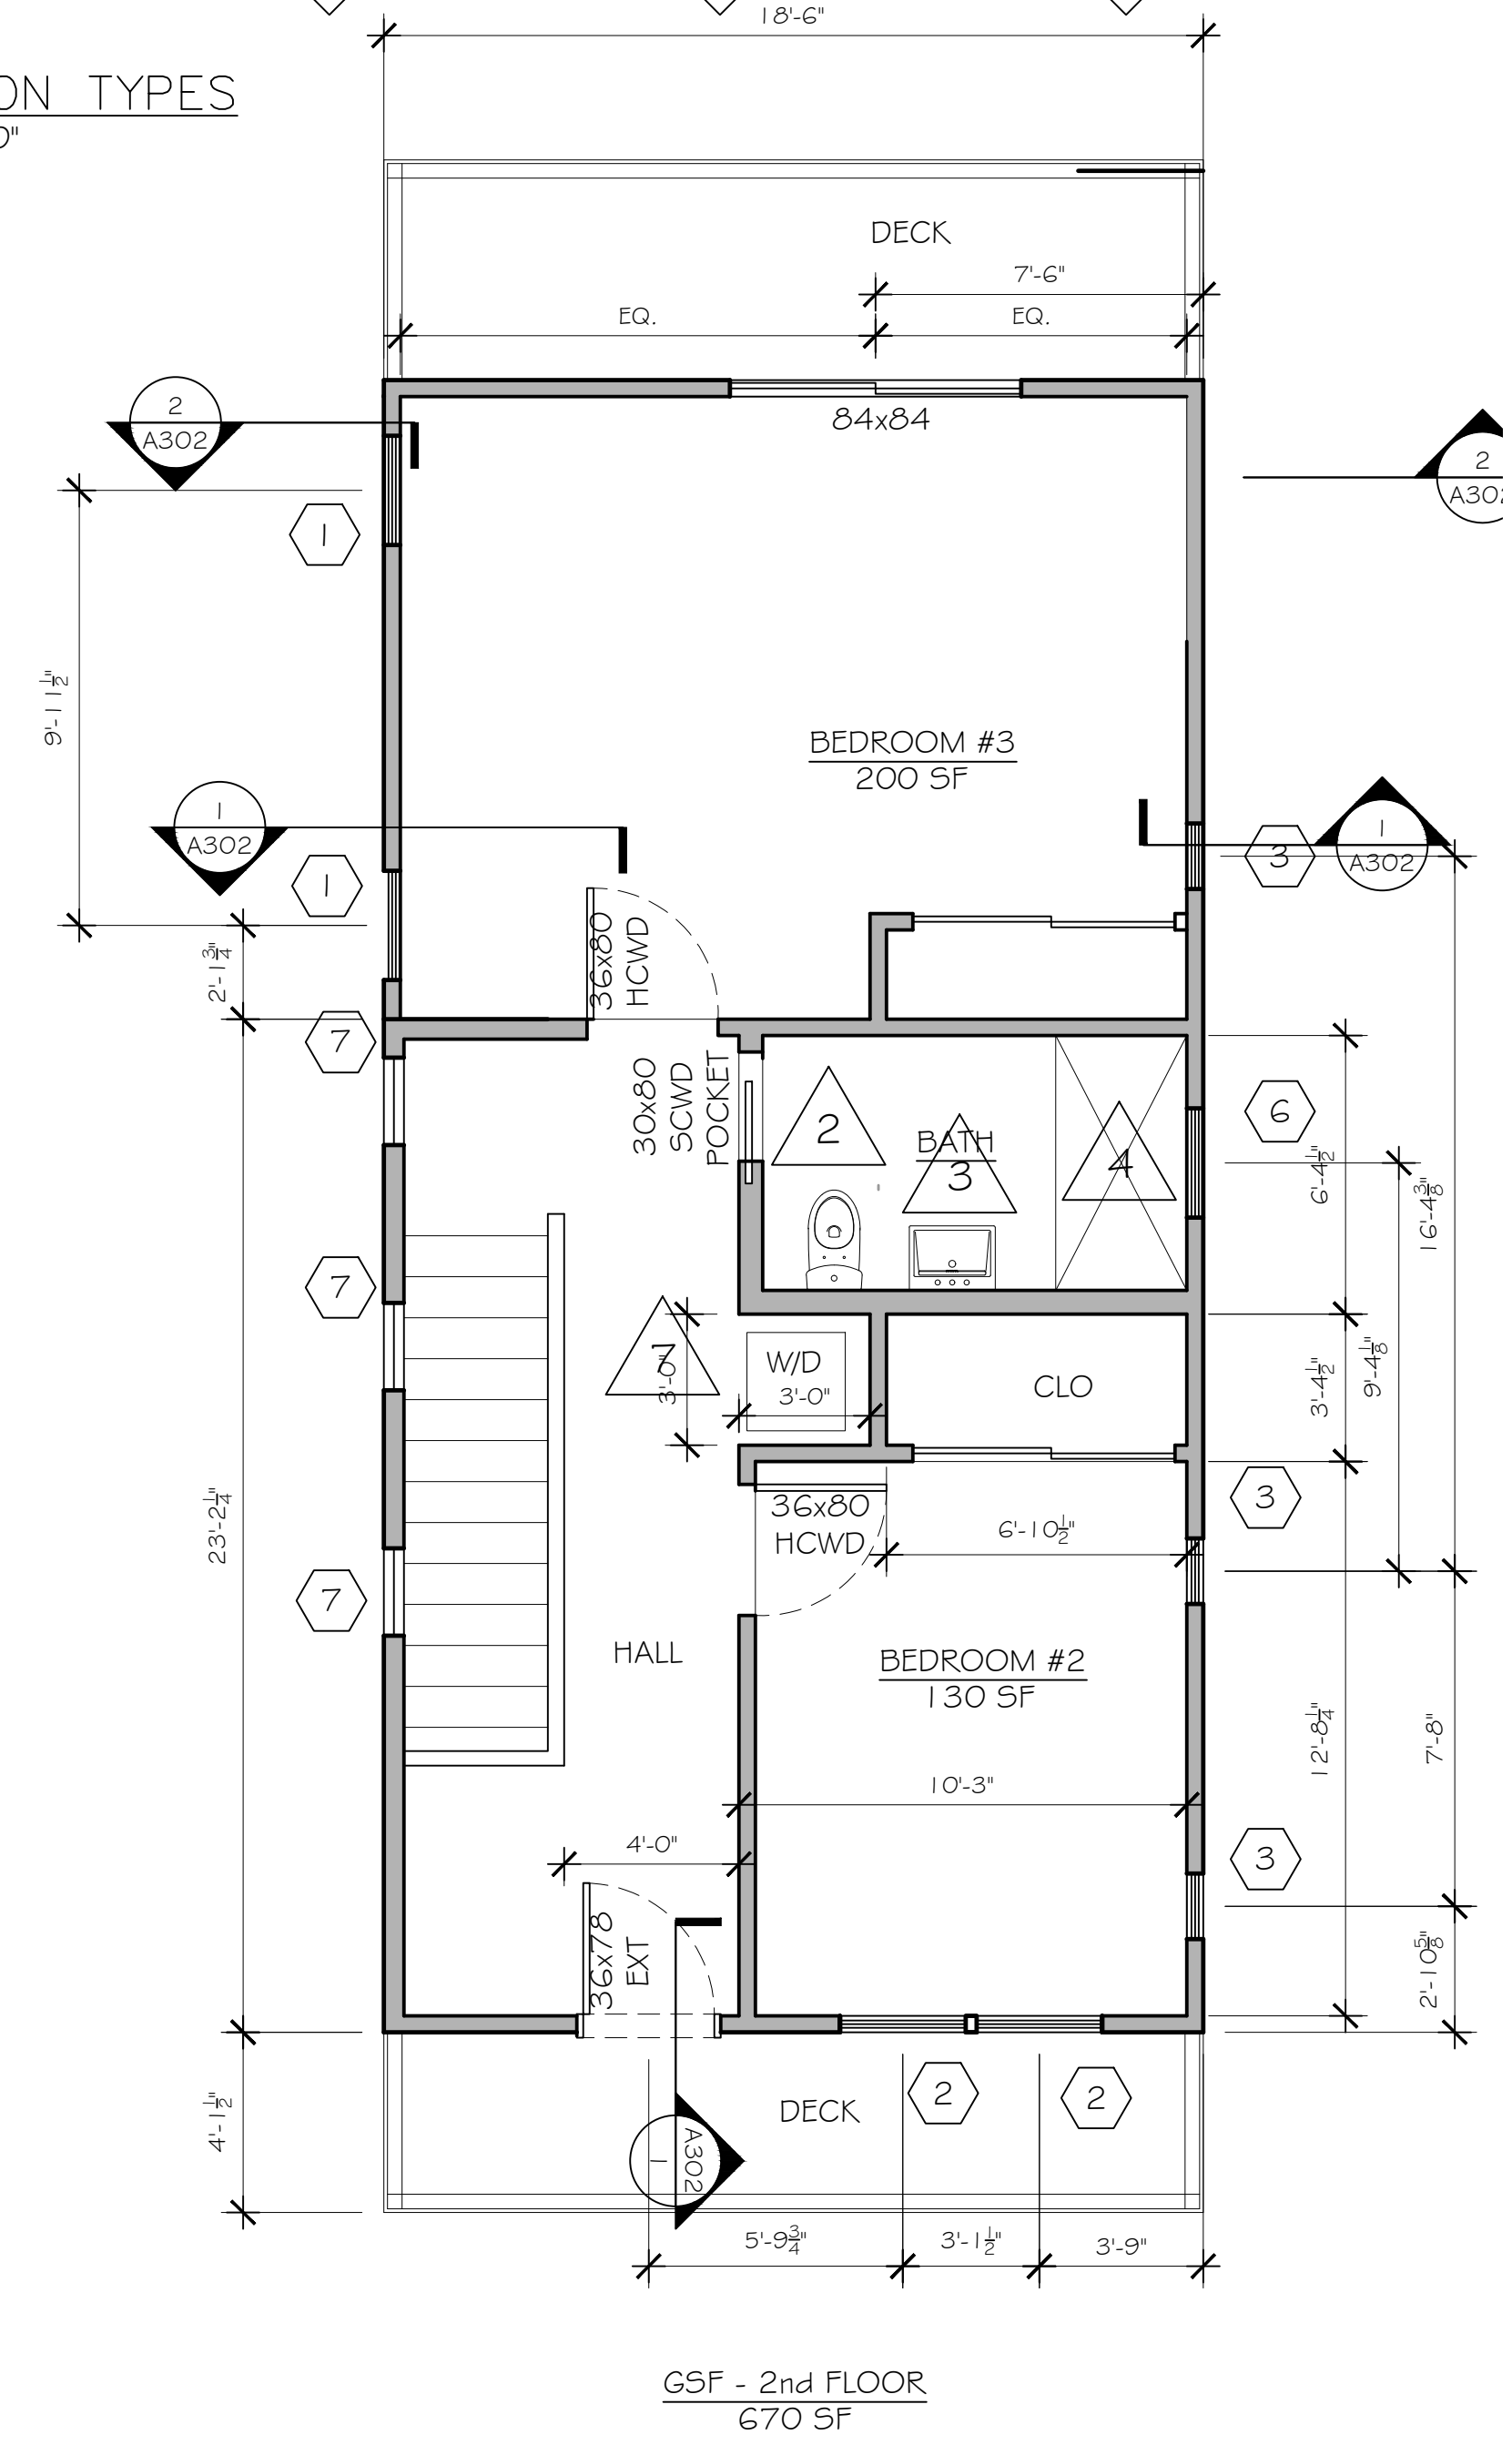 18'-6"
ON TYPES
0"
DECK
7'-6"
EQ.
EQ.
84x84
2
A302
2
A302
1
9'-11 1/2"
BEDROOM #3
200 SF
1
A302
1
3
1
A302
36x80
HCWD
2'-1 3/4"
7
30x80
SCWD
POCKET
2
BATH
3
4
6
6'-4 1/2"
16'-4 3/8"
7
7
3'-0"
W/D
3'-0"
CLO
3'-4 1/2"
9'-4 1/8"
23'-2 1/4"
36x80
HCWD
6'-10 1/2"
3
7
HALL
BEDROOM #2
130 SF
12'-8 1/4"
7'-8"
10'-3"
4'-0"
3
36x78
EXT
2'-10 5/8"
4'-1 1/2"
DECK
2
2
1
A302
5'-9 3/4"
3'-1 1/2"
3'-9"
GSF - 2nd FLOOR
670 SF